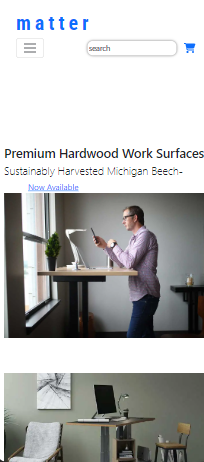 matter
search
Premium Hardwood Work Surfaces
Sustainably Harvested Michigan Beech-
Now Available